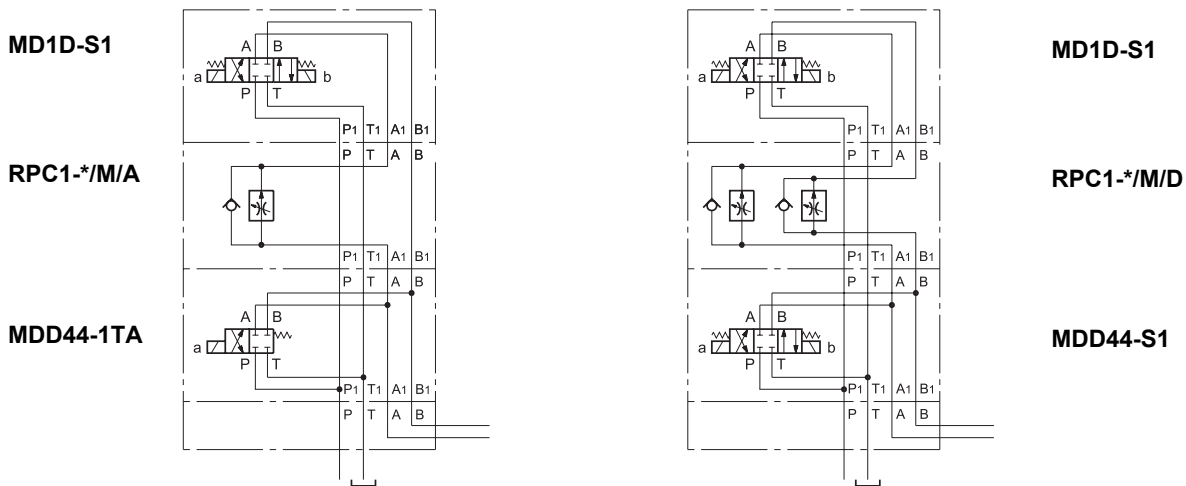 MD1D-S1
A B
a b
P T
P1 T1 A1 B1
P T A B
RPC1-*/M/A
P1 T1 A1 B1
P T A B
A B
MDD44-1TA
a
P T
P1 T1 A1 B1
P T A B
MD1D-S1
A B
a b
P T
P1 T1 A1 B1
P T A B
RPC1-*/M/D
P1 T1 A1 B1
P T A B
A B
MDD44-S1
a b
P T
P1 T1 A1 B1
P T A B